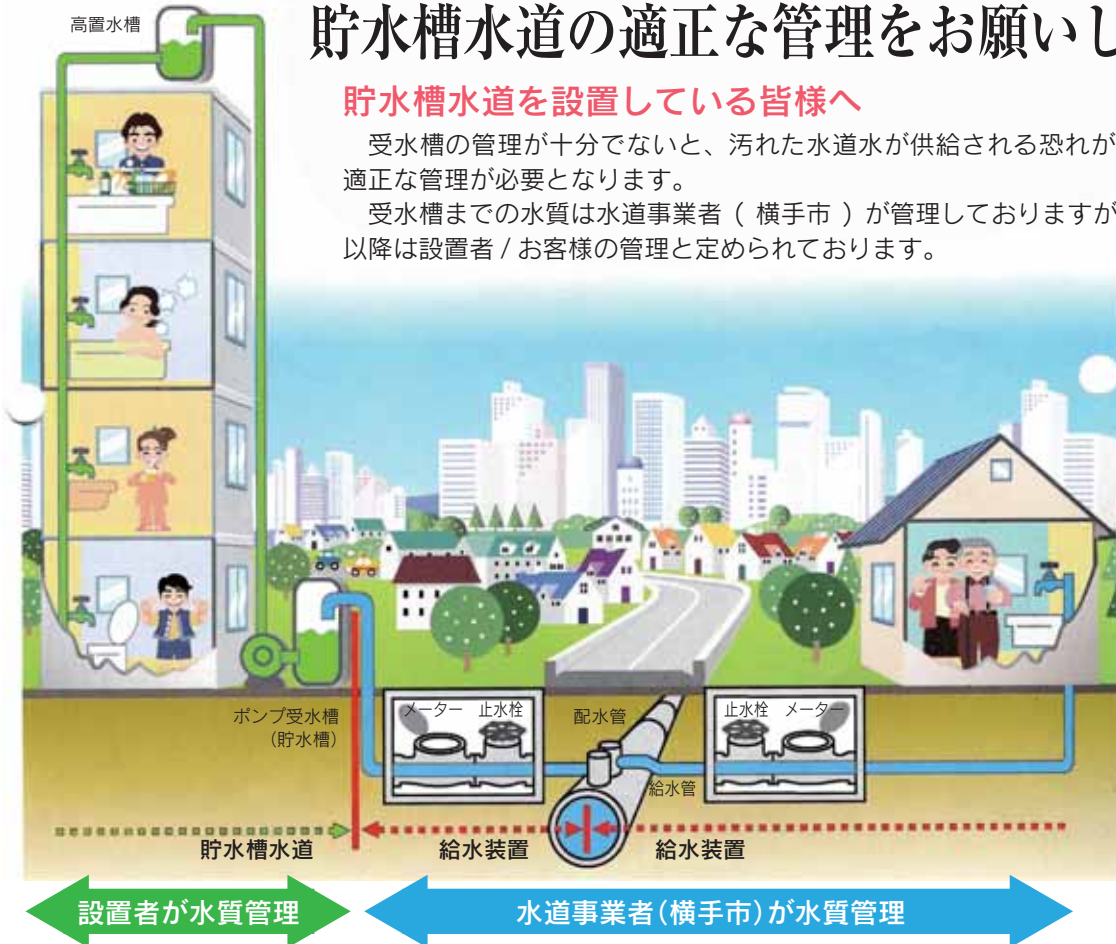 高置水槽
貯水槽水道の適正な管理をお願いし
貯水槽水道を設置している皆様へ
受水槽の管理が十分でないと、汚れた水道水が供給される恐れが
適正な管理が必要となります。
受水槽までの水質は水道事業者 ( 横手市 ) が管理しておりますが
以降は設置者 / お客様の管理と定められております。
ポンプ受水槽
(貯水槽)
メーター 止水栓
配水管
止水栓 メーター
給水管
貯水槽水道
給水装置
給水装置
設置者が水質管理
水道事業者(横手市)が水質管理